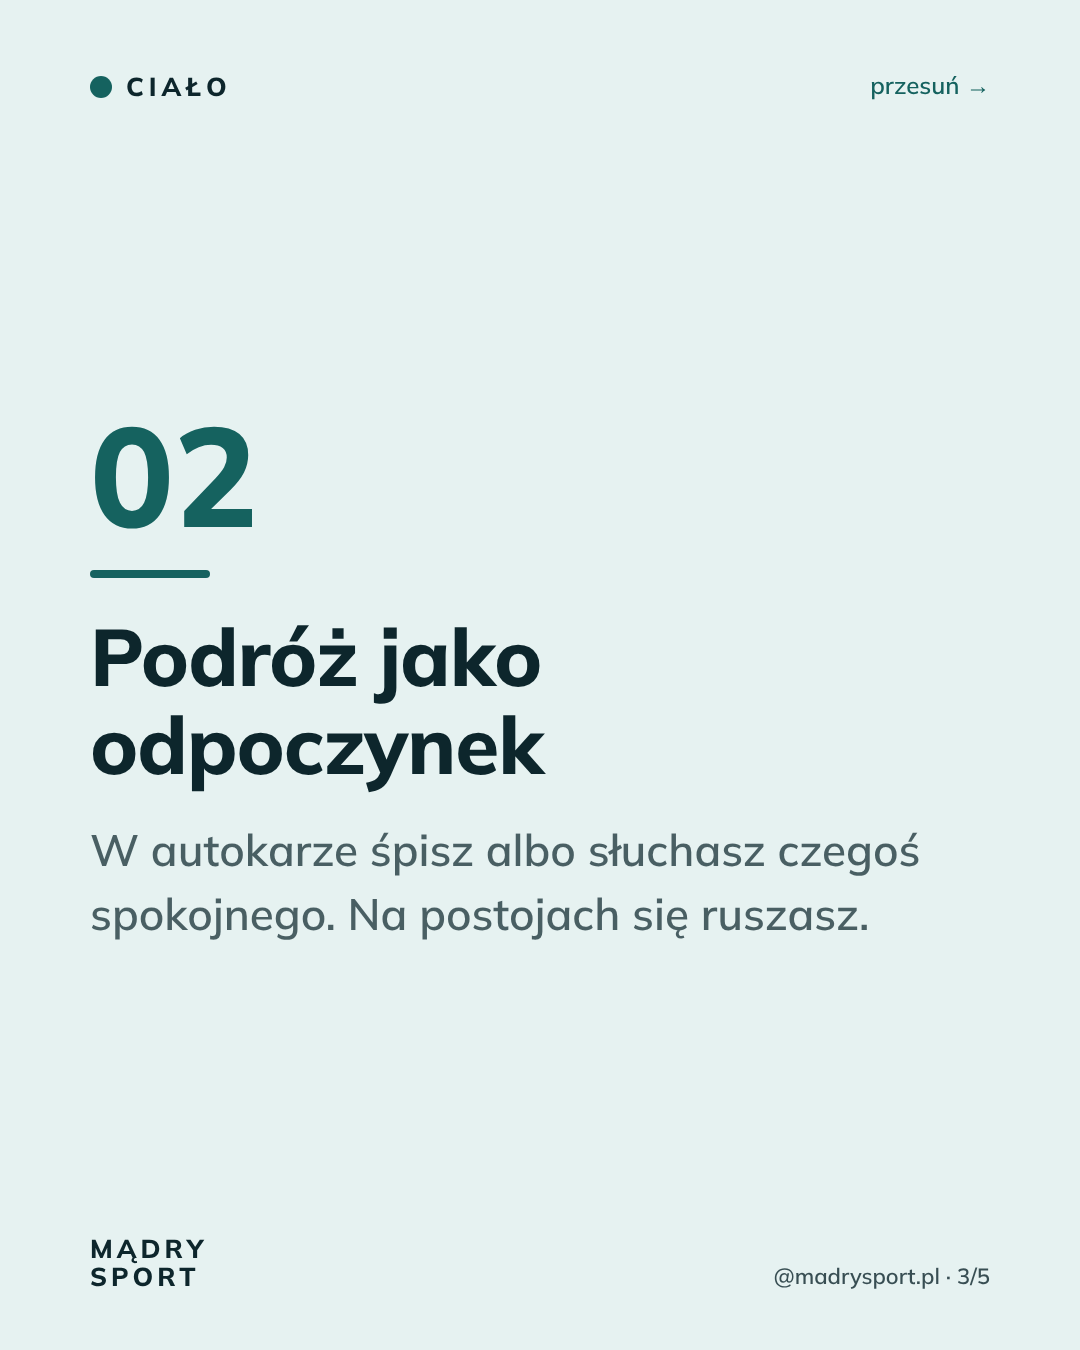 CIAŁO
przesuń →
02
Podróż jako
odpoczynek
W autokarze śpisz albo słuchasz czegoś
spokojnego. Na postojach się ruszasz.
MĄDRY
SPORT
@madrysport.pl · 3/5